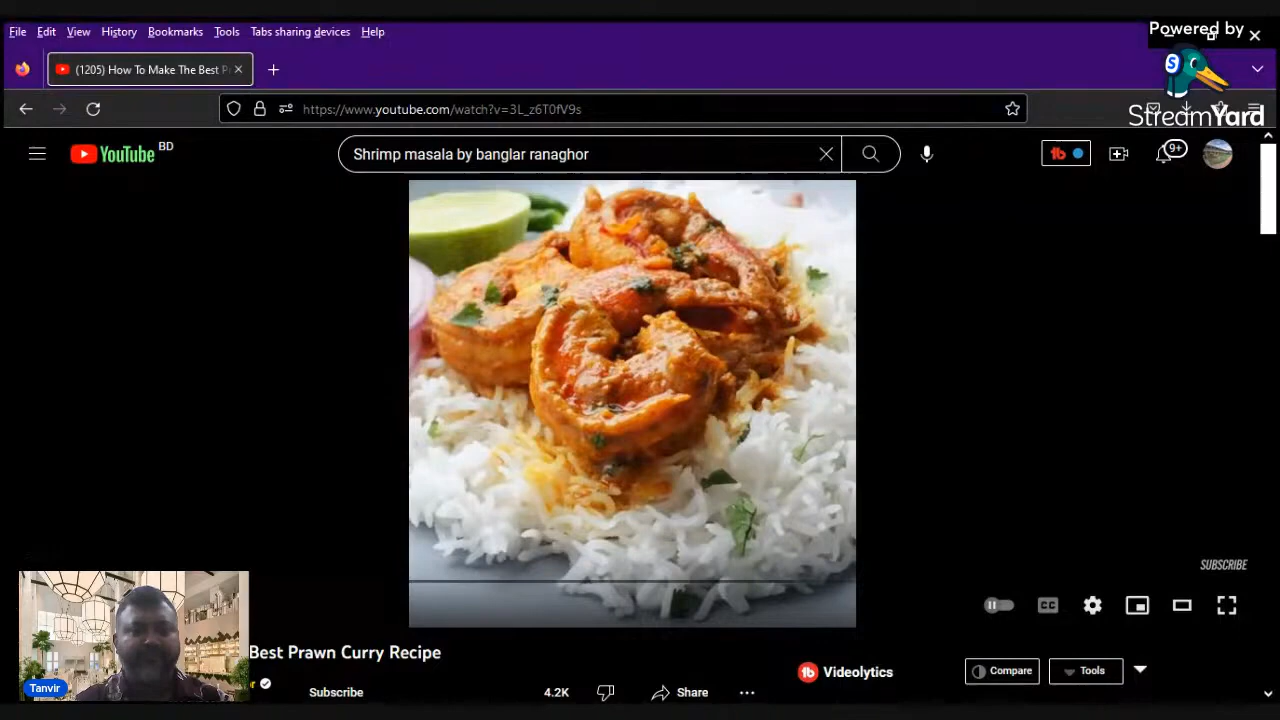 File Edit View History Bookmarks Tools Tabs sharing devices Help
Powered by
StreamYard
(1205) How To Make The Best P
https://www.youtube.com/watch?v=3L_z6T0fV9s
YouTube BD
Shrimp masala by banglar ranaghor
9+
SUBSCRIBE
CC
Best Prawn Curry Recipe
Videolytics
Compare
Tools
Tanvir
Subscribe
4.2K
Share